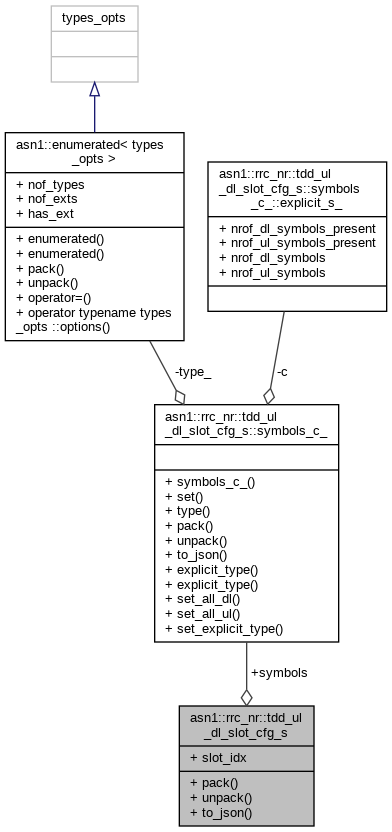 types_opts
asn1::enumerated< types
_opts >
+ nof_types
+ nof_exts
+ has_ext
+ enumerated()
+ enumerated()
+ pack()
+ unpack()
+ operator=()
+ operator typename types
_opts ::options()
asn1::rrc_nr::tdd_ul
_dl_slot_cfg_s::symbols
_c_::explicit_s_
+ nrof_dl_symbols_present
+ nrof_ul_symbols_present
+ nrof_dl_symbols
+ nrof_ul_symbols
-type_
-c
asn1::rrc_nr::tdd_ul
_dl_slot_cfg_s::symbols_c_
+ symbols_c_()
+ set()
+ type()
+ pack()
+ unpack()
+ to_json()
+ explicit_type()
+ explicit_type()
+ set_all_dl()
+ set_all_ul()
+ set_explicit_type()
+symbols
asn1::rrc_nr::tdd_ul
_dl_slot_cfg_s
+ slot_idx
+ pack()
+ unpack()
+ to_json()